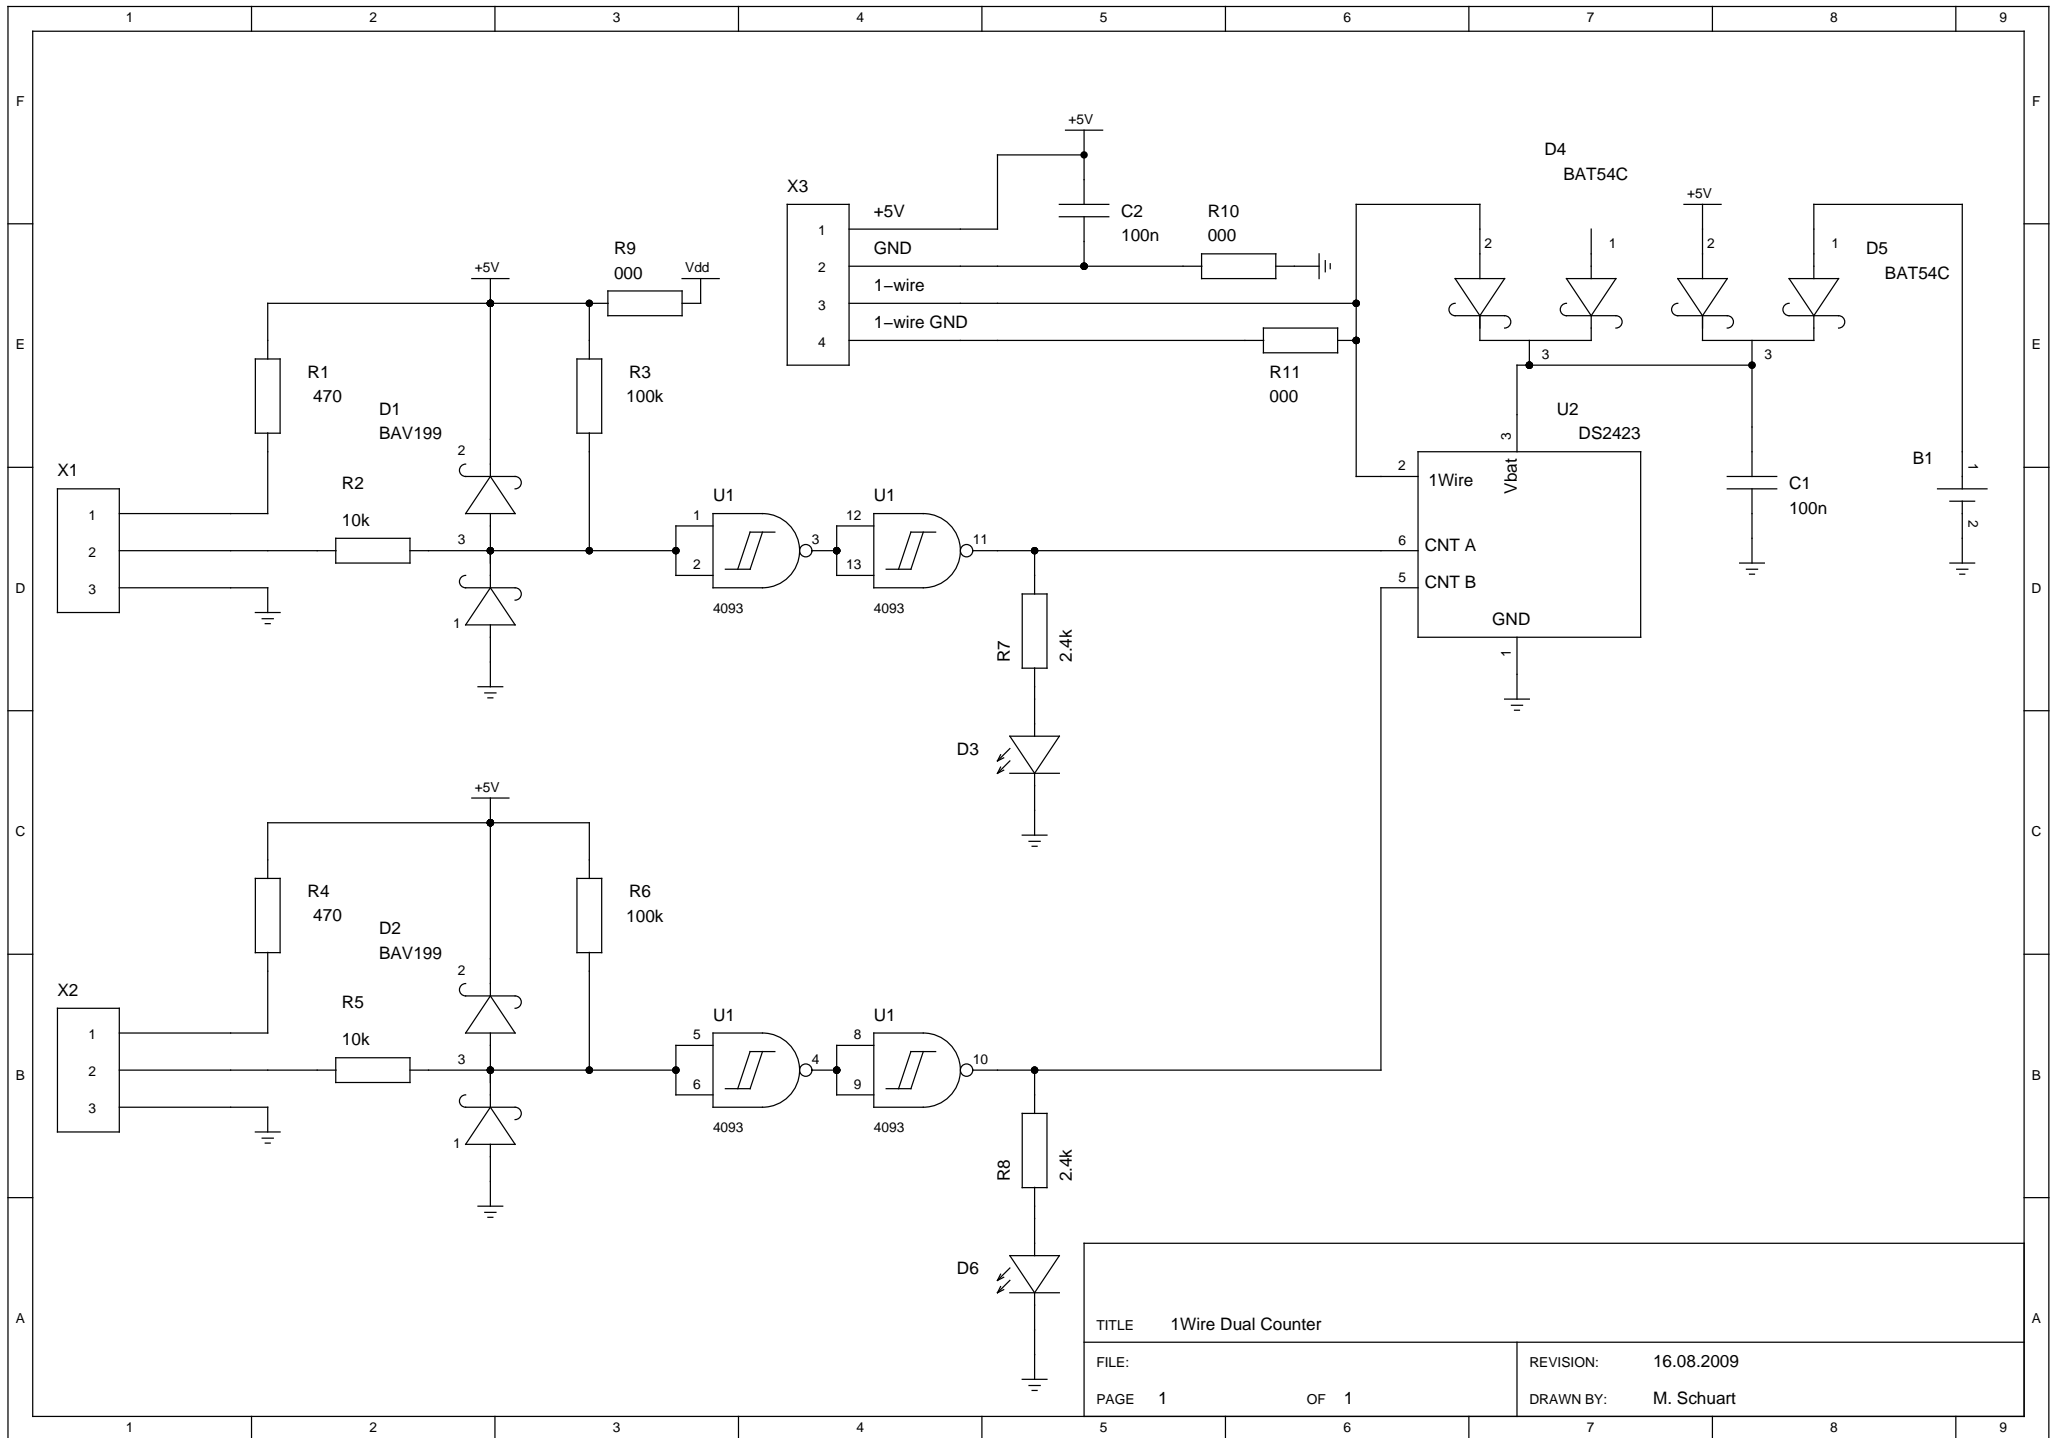 1 2 3 4 5 6 7 8 9
F F
+5V
D4
BAT54C
X3
+5V
+5V
C2
100n
R10
000
1
GND
2
1–wire
3
1–wire GND
4
2 1 2 1
D5
BAT54C
R9
000
Vdd
+5V
E E
3 3
R11
000
R1
470
R3
100k
D1
BAV199
U2
DS2423
3
Vbat
2
1Wire
B1
1
2
C1
100n
X1
1
2
3
R2
10k
2
3
1
U1
1
2
3
4093
U1
12
13
11
4093
6
CNT A
5
CNT B
GND
1
D D
R7
2.4k
D3
+5V
C C
R4
470
R6
100k
D2
BAV199
X2
1
2
3
R5
10k
2
3
1
U1
5
6
4
4093
U1
8
9
10
4093
B B
R8
2.4k
D6
A A
TITLE 1Wire Dual Counter
FILE:
REVISION: 16.08.2009
PAGE 1 OF 1
DRAWN BY: M. Schuart
1 2 3 4 5 6 7 8 9